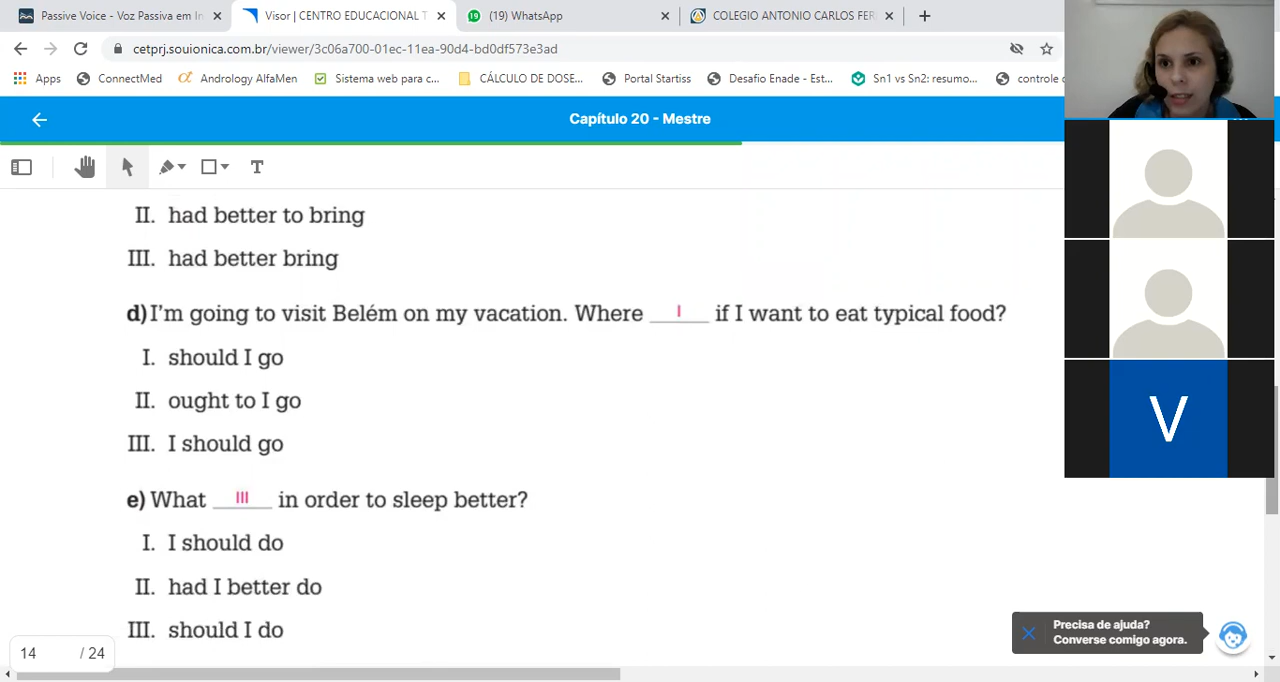 Passive Voice - Voz Passiva em In
Visor | CENTRO EDUCACIONAL T
(19) WhatsApp
COLEGIO ANTONIO CARLOS FER
cetprj.souionica.com.br/viewer/3c06a700-01ec-11ea-90d4-bd0df573e3ad
Apps
ConnectMed
Andrology AlfaMen
Sistema web para c...
CÁLCULO DE DOSE...
Portal Startiss
Desafio Enade - Est...
Sn1 vs Sn2: resumo...
controle d
Capítulo 20 - Mestre
T
II. had better to bring
III. had better bring
d) I'm going to visit Belém on my vacation. Where I if I want to eat typical food?
I. should I go
II. ought to I go
III. I should go
e) What III in order to sleep better?
I. I should do
II. had I better do
III. should I do
V
Precisa de ajuda?
Converse comigo agora.
14 / 24